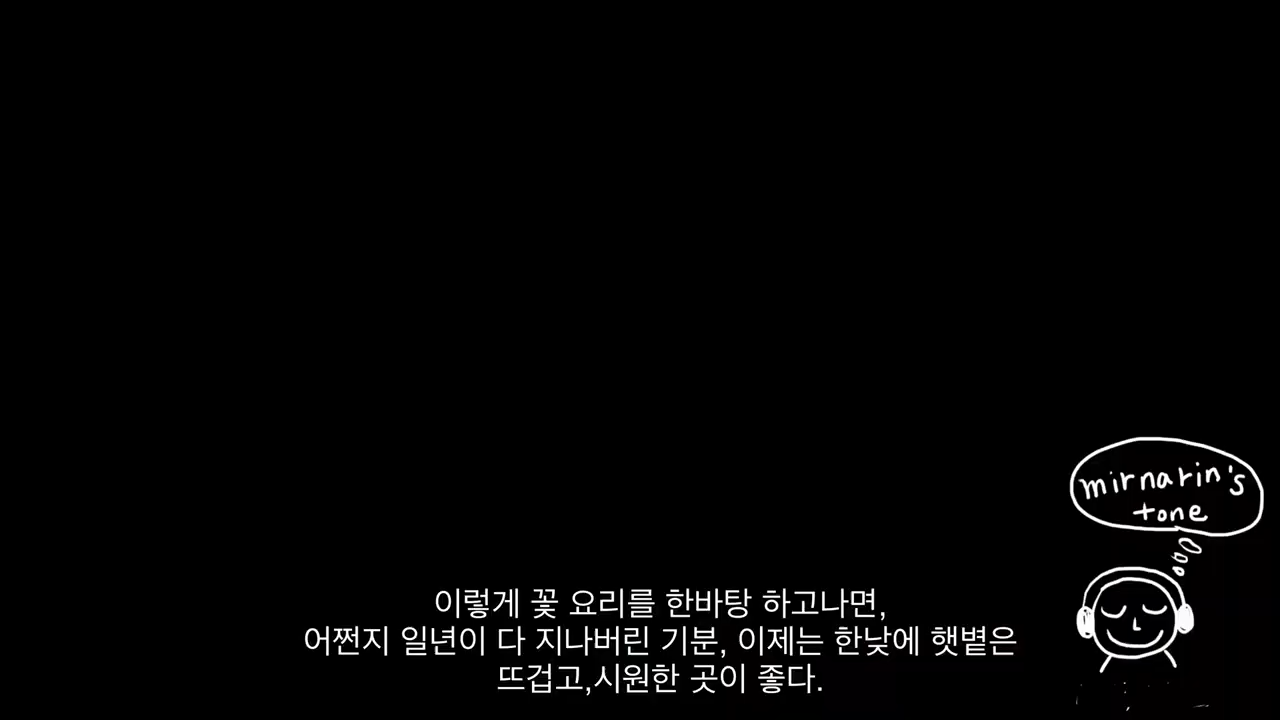 mirnarin's
tone
이렇게 꽃 요리를 한바탕 하고나면,
어쩐지 일년이 다 지나버린 기분, 이제는 한낮에 햇볕은
뜨겁고,시원한 곳이 좋다.